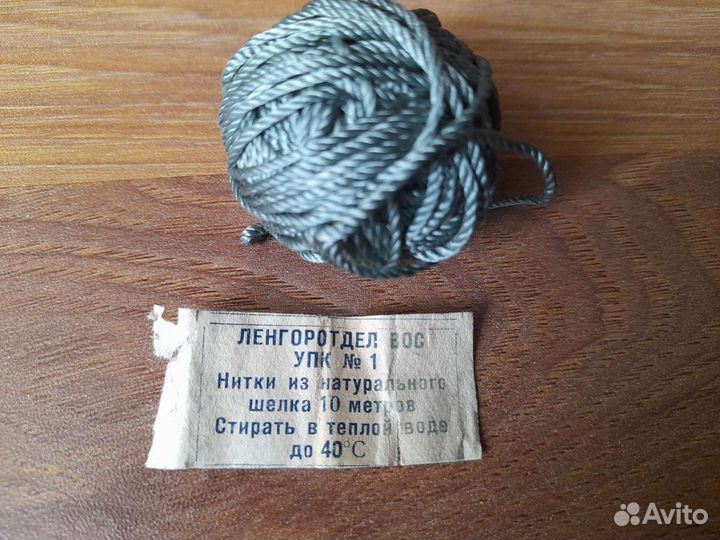 ЛЕНГОРОТДЕЛ ВОС
УПК № 1
Нитки из натурального
шелка 10 метров
Стирать в теплой воде
до 40°C
Avito